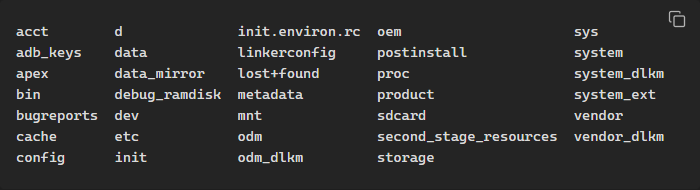 acct d init.environ.rc oem sys
adb_keys data linkerconfig postinstall system
apex data_mirror lost+found proc system_dlkm
bin debug_ramdisk metadata product system_ext
bugreports dev mnt sdcard vendor
cache etc odm second_stage_resources vendor_dlkm
config init odm_dlkm storage